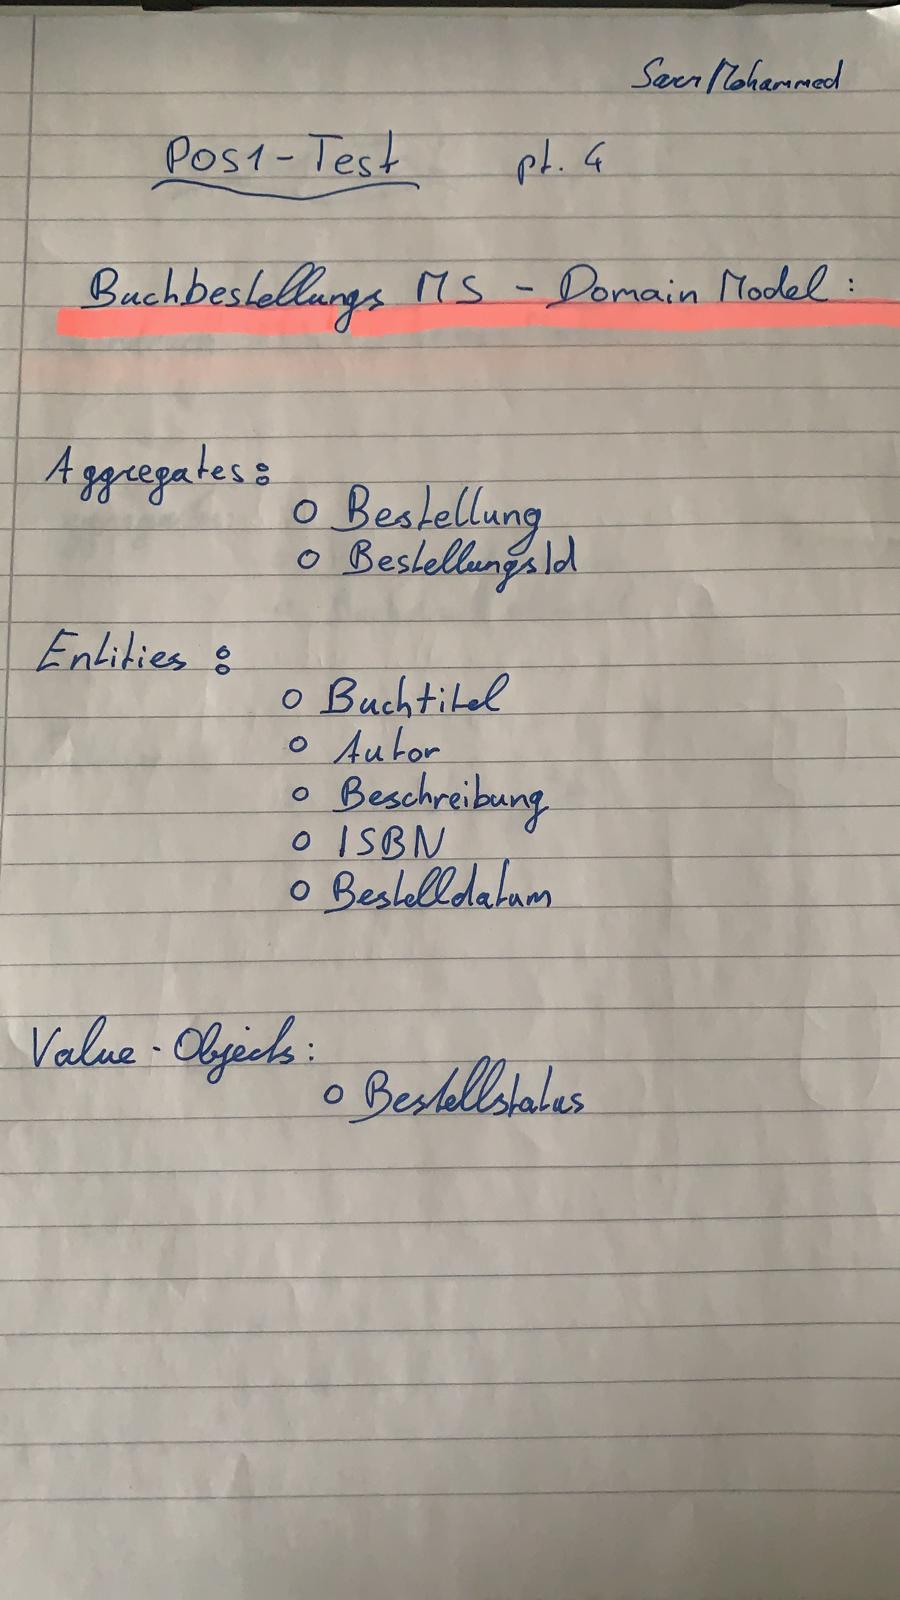 Mohammed
POS1-Test pt. 4
Buchbestellungs MS - Domain Model:
Aggregates:
o Bestellung
o BestellungsId
Entities:
o Buchtitel
o Autor
o Beschreibung
o ISBN
o Bestelldatum
Value-Objects:
o Bestellstatus